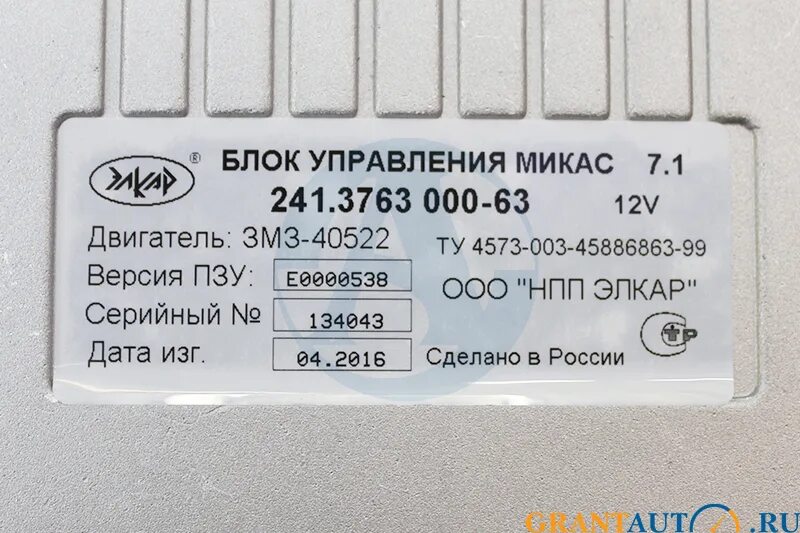 ЭЛКАР ® БЛОК УПРАВЛЕНИЯ МИКАС 7.1
241.3763 000-63 12V
Двигатель: ЗМЗ-40522 ТУ 4573-003-45886863-99
Версия ПЗУ: E0000538 ООО "НПП ЭЛКАР"
Серийный № 134043
Дата изг. 04.2016 Сделано в России
GRANTAUTO.RU